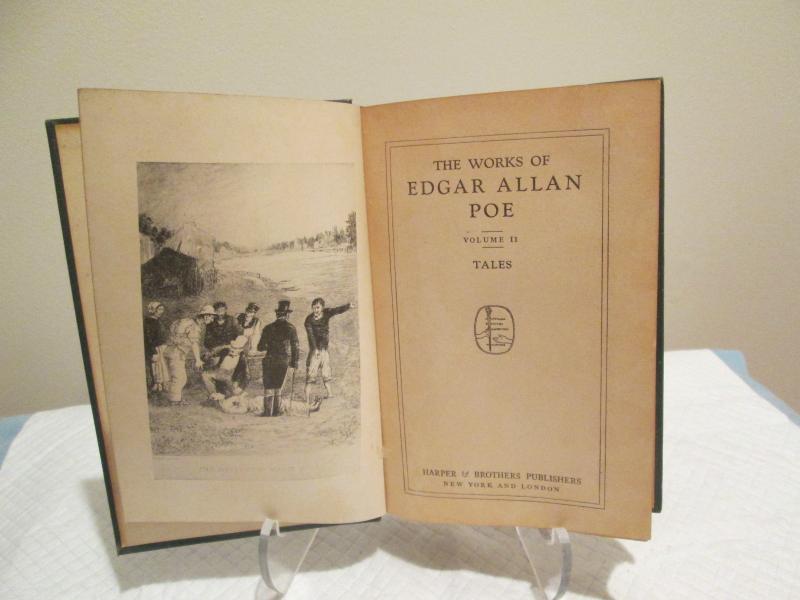 THE WORKS OF
EDGAR ALLAN
POE
VOLUME II
TALES
HARPER & BROTHERS PUBLISHERS
NEW YORK AND LONDON